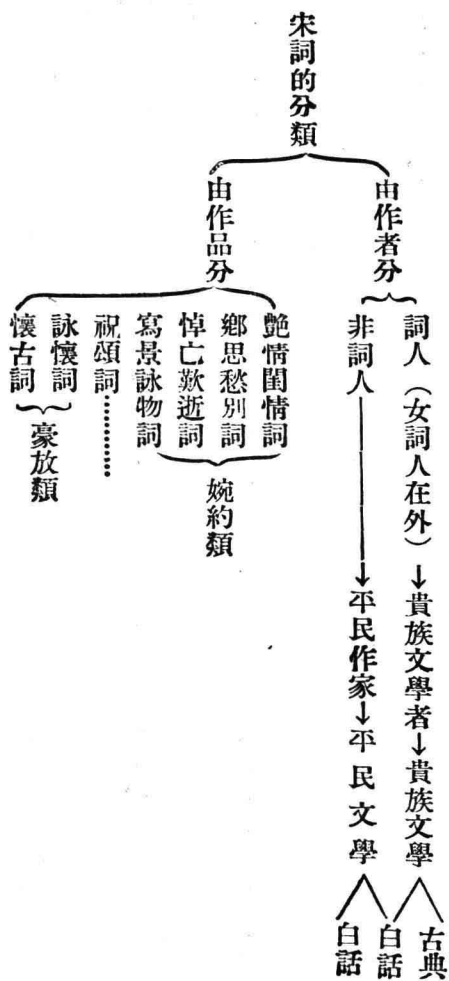 宋詞的分類
由作者分
詞人（女詞人在外）→貴族文學者→貴族文學
古典
白話
非詞人→平民作家→平民文學
白話
由作品分
艷情閨情詞
鄉思愁別詞
悼亡歎逝詞
寫景詠物詞
婉約類
祝頌詞………
詠懷詞
懷古詞
豪放類